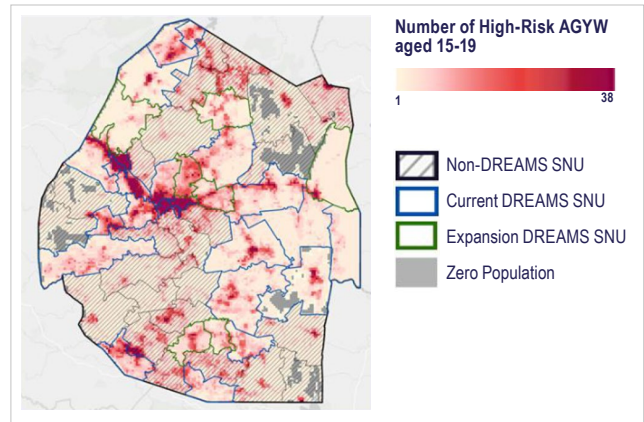 Number of High-Risk AGYW
aged 15-19
1
38
Non-DREAMS SNU
Current DREAMS SNU
Expansion DREAMS SNU
Zero Population